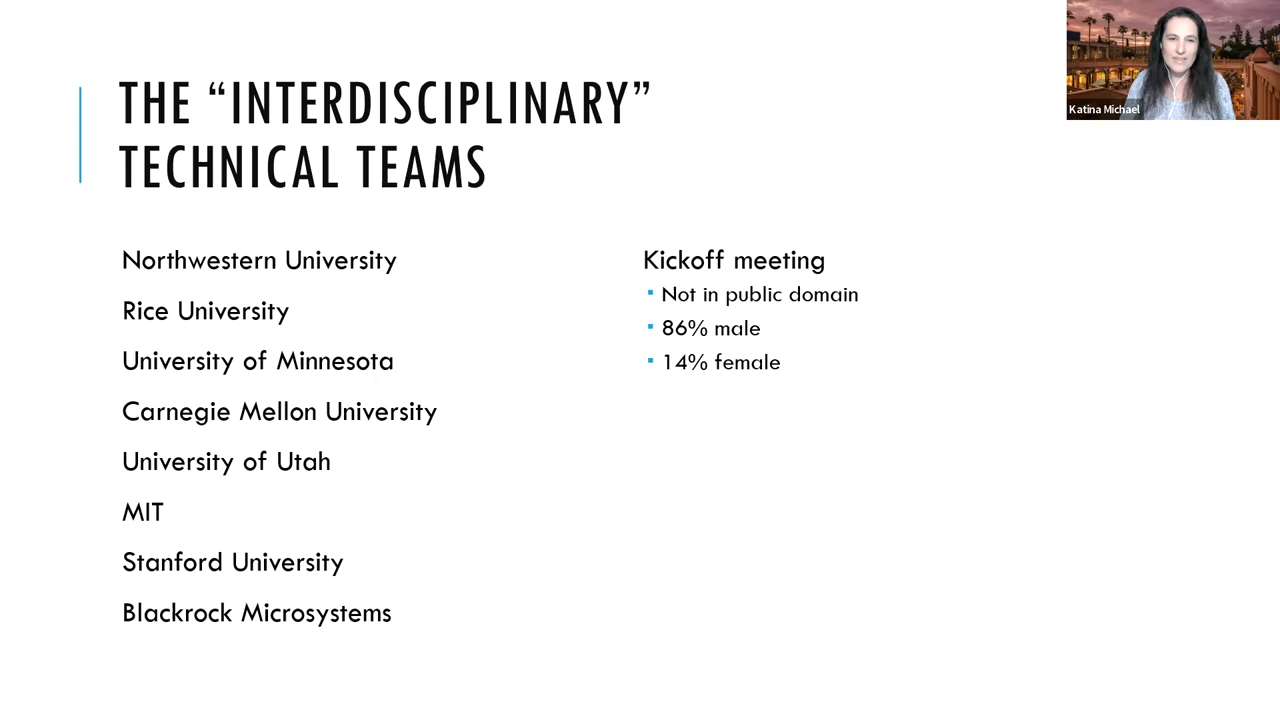 THE “INTERDISCIPLINARY”
TECHNICAL TEAMS
Northwestern University
Rice University
University of Minnesota
Carnegie Mellon University
University of Utah
MIT
Stanford University
Blackrock Microsystems
Kickoff meeting
▪ Not in public domain
▪ 86% male
▪ 14% female
Katina Michael